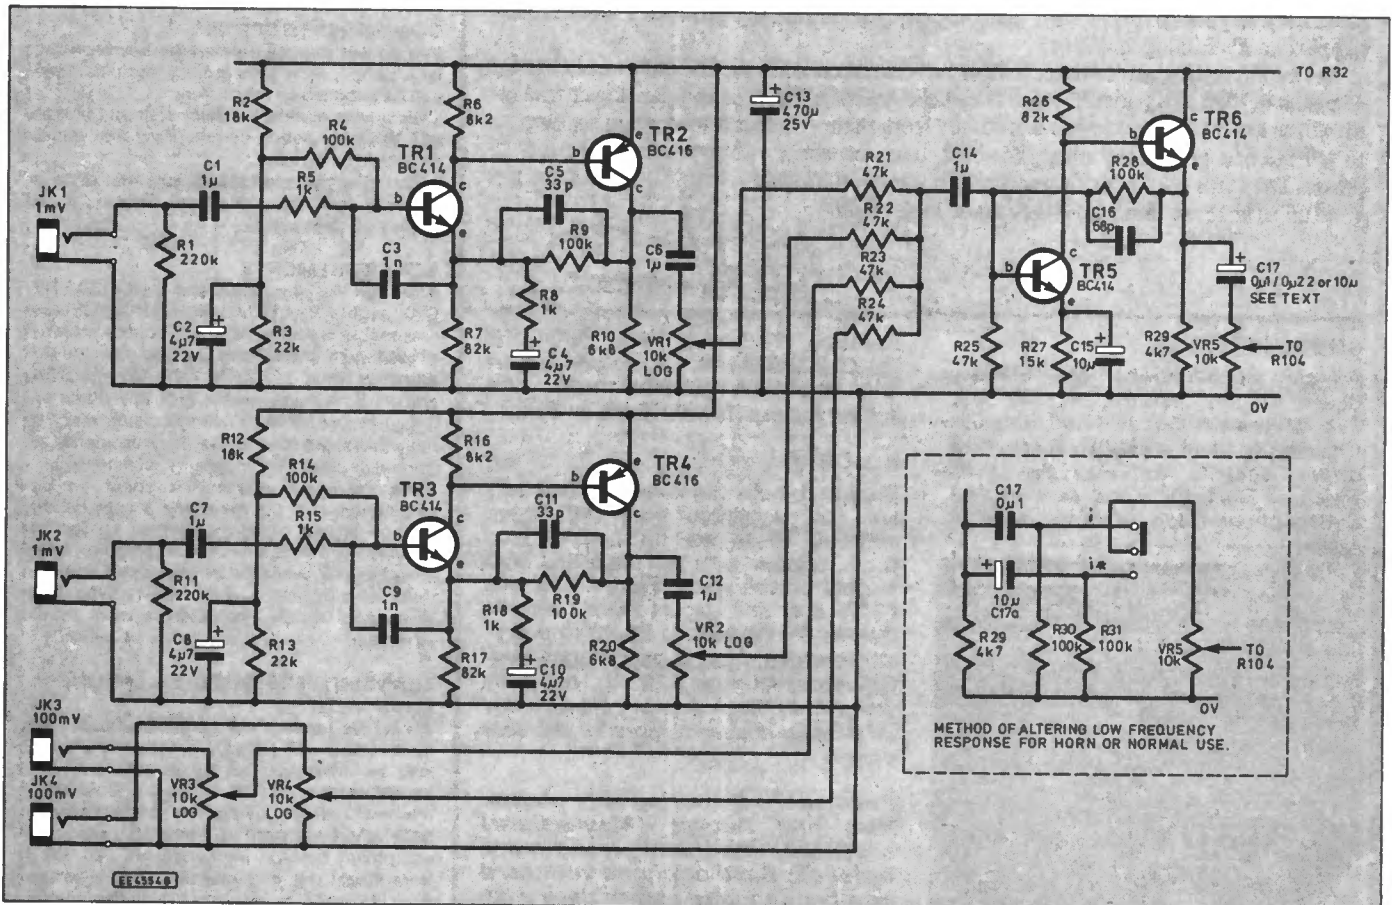 TO R32
R2
18k
R4
100k
C1
1µ
R5
1k
JK1
1mV
R1
220k
C2
4µ7
22V
R3
22k
C3
1n
TR1
BC414
b
c
e
R6
8k2
R7
82k
TR2
BC416
b
e
c
C5
33p
R9
100k
R8
1k
C4
4µ7
22V
R10
6k8
C6
1µ
VR1
10k
LOG
C13
470µ
25V
R21
47k
R22
47k
R23
47k
R24
47k
C14
1µ
R25
47k
R26
82k
TR5
BC414
c
e
R27
15k
C15
10µ
TR6
BC414
b
c
e
R28
100k
C16
68p
C17
0µ1/0µ22 or 10µ
SEE TEXT
R29
4k7
VR5
10k
TO
R104
0V
R12
18k
R14
100k
C7
1µ
R15
1k
JK2
1mV
R11
220k
C8
4µ7
22V
R13
22k
C9
1n
TR3
BC414
b
c
e
R16
8k2
R17
82k
TR4
BC416
b
e
c
C11
33p
R19
100k
R18
1k
C10
4µ7
22V
R20
6k8
C12
1µ
VR2
10k LOG
JK3
100mV
JK4
100mV
VR3
10k
LOG
VR4
10k
LOG
C17
0µ1
10µ
C17a
R29
4k7
R30
100k
R31
100k
VR5
10k
TO
R104
0V
METHOD OF ALTERING LOW FREQUENCY
RESPONSE FOR HORN OR NORMAL USE.
EE4554G